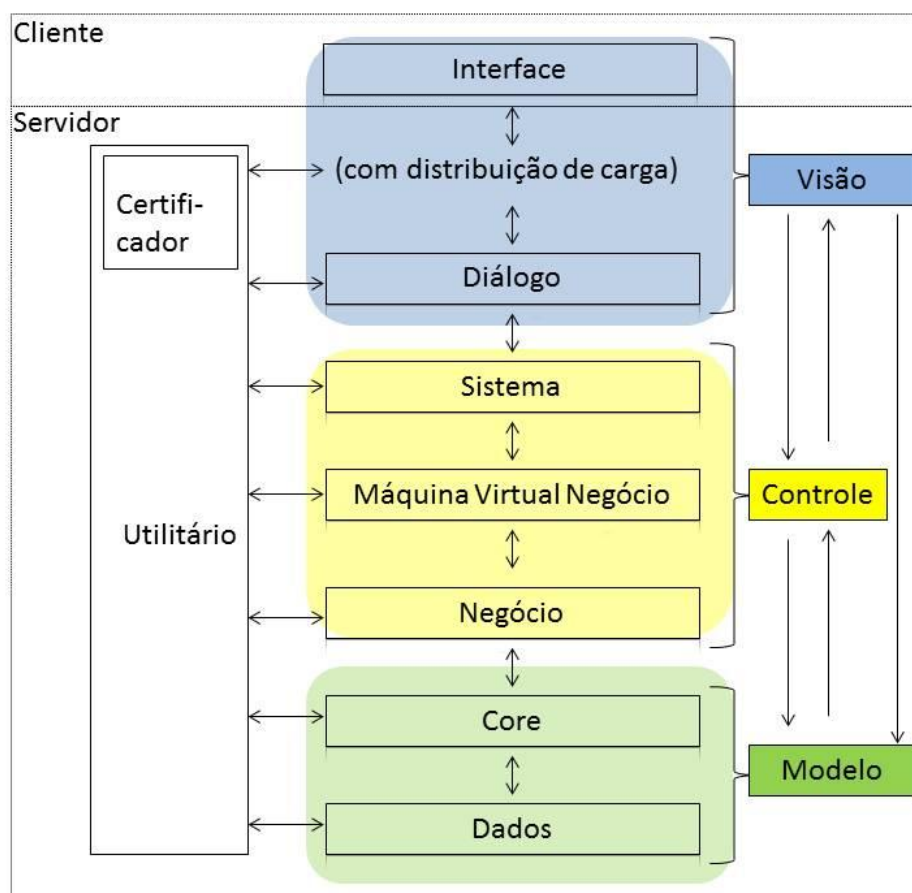 Cliente
Interface
Servidor
(com distribuição de carga)
Visão
Certifi-
cador
Diálogo
Sistema
Máquina Virtual Negócio
Controle
Utilitário
Negócio
Core
Modelo
Dados